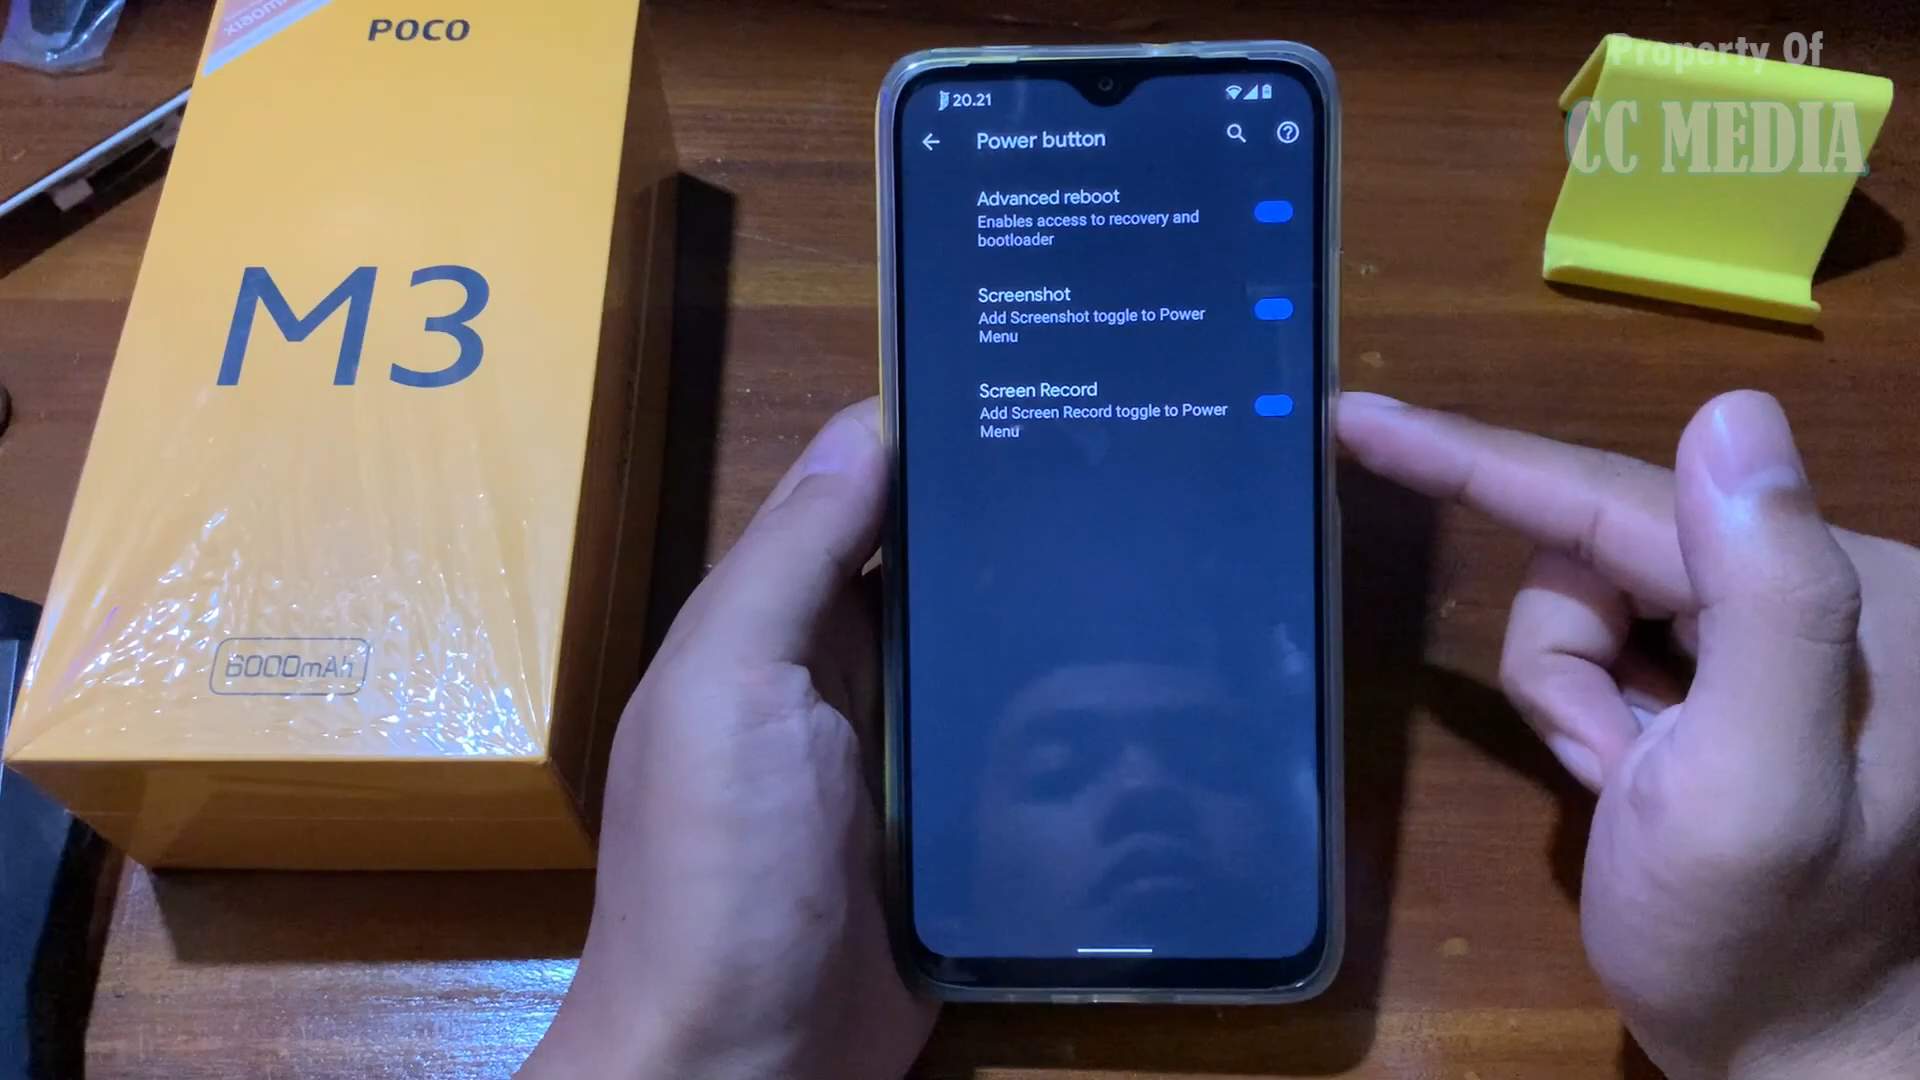 xiaomi
POCO
M3
6000mAh
20.21
Power button
Advanced reboot
Enables access to recovery and
bootloader
Screenshot
Add Screenshot toggle to Power
Menu
Screen Record
Add Screen Record toggle to Power
Menu
Property Of
CC MEDIA